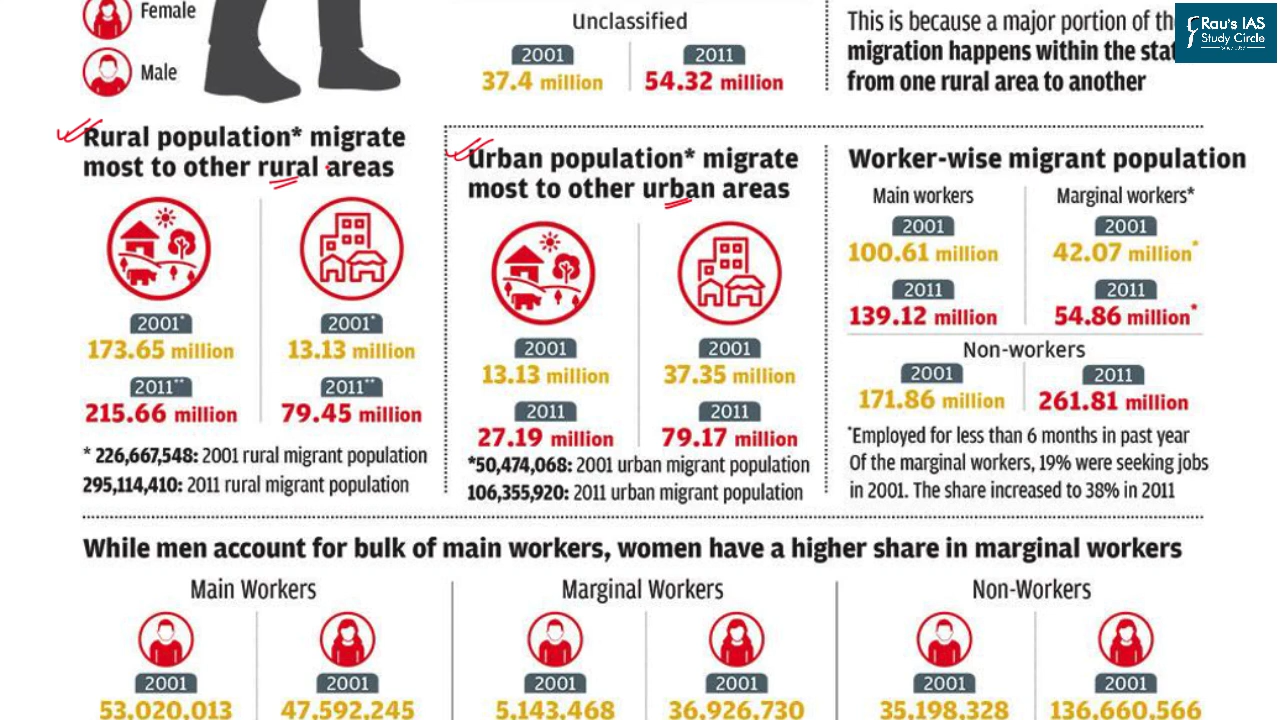 Female
Male
Unclassified
2001
37.4 million
2011
54.32 million
This is because a major portion of
migration happens within the
from one rural area to another
Rau's IAS
Study Circle
Rural population* migrate
most to other rural areas
2001*
173.65 million
2011**
215.66 million
2001*
13.13 million
2011**
79.45 million
* 226,667,548: 2001 rural migrant population
295,114,410: 2011 rural migrant population
Urban population* migrate
most to other urban areas
2001
13.13 million
2011
27.19 million
2001
37.35 million
2011
79.17 million
*50,474,068: 2001 urban migrant population
106,355,920: 2011 urban migrant population
Worker-wise migrant population
Main workers
2001
100.61 million
2011
139.12 million
Marginal workers*
2001
42.07 million*
2011
54.86 million*
Non-workers
2001
171.86 million
2011
261.81 million
*Employed for less than 6 months in past year
Of the marginal workers, 19% were seeking jobs
in 2001. The share increased to 38% in 2011
While men account for bulk of main workers, women have a higher share in marginal workers
Main Workers
2001
53,020,013
2001
47,592,245
Marginal Workers
2001
5,143,468
2001
36,926,730
Non-Workers
2001
35,198,328
2001
136,660,566